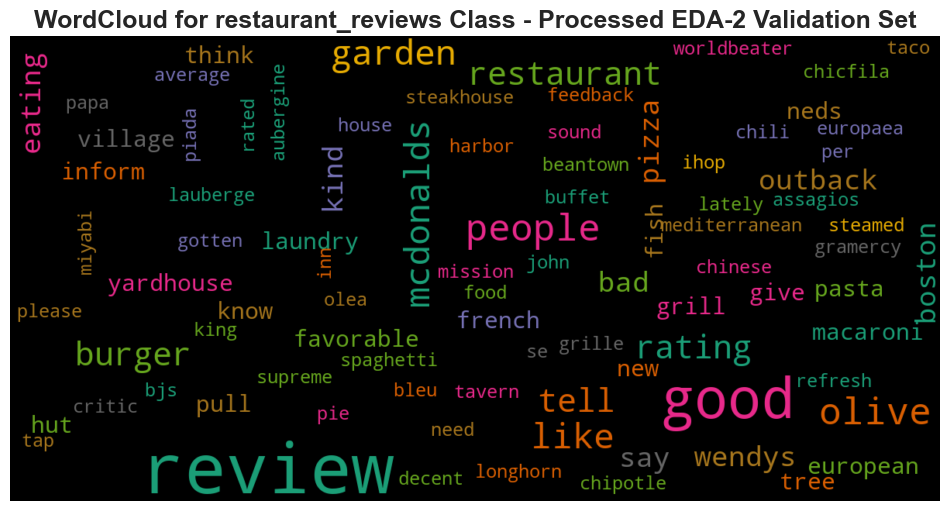 WordCloud for restaurant_reviews Class - Processed EDA-2 Validation Set
worldbeater
taco
think
garden
average
restaurant
chicfila
eating
papa
steakhouse
feedback
neds
rated
aubergine
village
piada
house
mcdonalds
sound
pizza
chili
europaea
harbor
per
kind
beantown
ihop
inform
outback
lauberge
buffet
lately
assagios
miyabi
gotten
laundry
people
fish
mediterranean
steamed
gramercy
inn
mission
john
chinese
boston
yardhouse
olea
food
bad
grill
give
pasta
please
know
king
favorable
french
macaroni
burger
spaghetti
se
grille
rating
supreme
new
bjs
bleu
tavern
refresh
critic
pull
pie
tell
good
olive
hut
need
tap
like
review
say
wendys
european
decent
longhorn
chipotle
tree